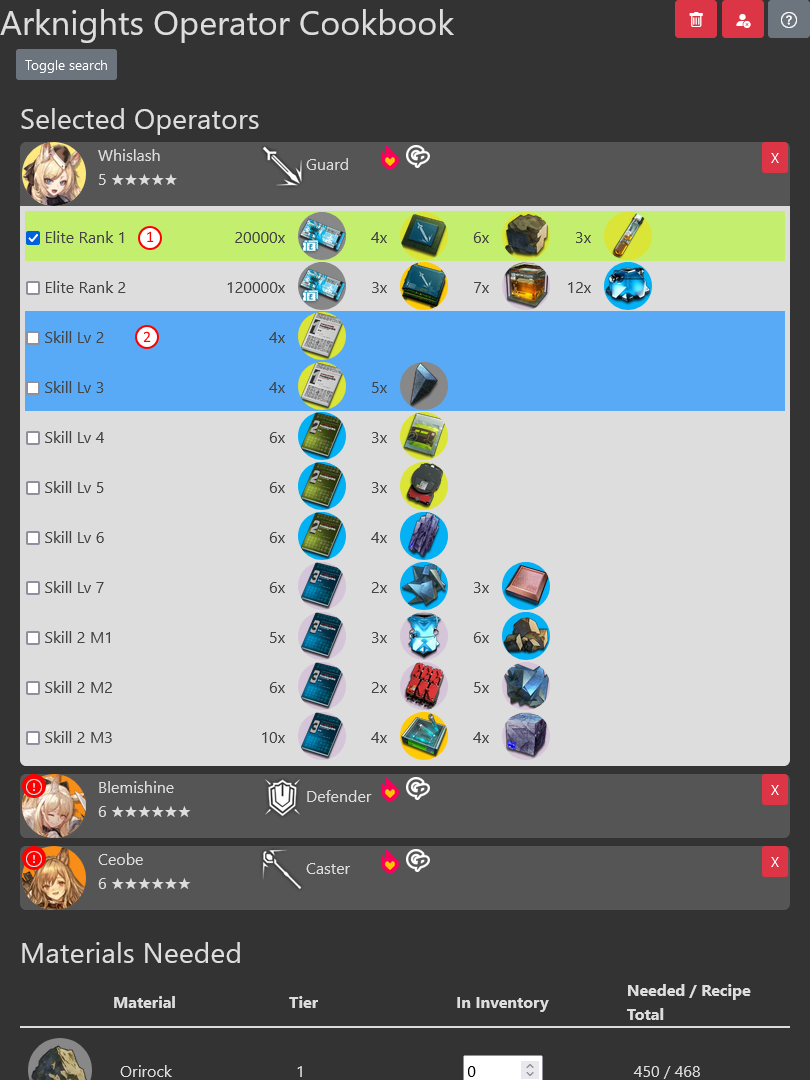 Arknights Operator Cookbook
Toggle search
Selected Operators
Whislash
5 ★★★★★
Guard
X
Elite Rank 1 1 20000x 4x 6x 3x
Elite Rank 2 120000x 3x 7x 12x
Skill Lv 2 2 4x
Skill Lv 3 4x 5x
Skill Lv 4 6x 3x
Skill Lv 5 6x 3x
Skill Lv 6 6x 4x
Skill Lv 7 6x 2x 3x
Skill 2 M1 5x 3x 6x
Skill 2 M2 6x 2x 5x
Skill 2 M3 10x 4x 4x
Blemishine
6 ★★★★★★
Defender
X
Ceobe
6 ★★★★★★
Caster
X
Materials Needed
Material Tier In Inventory Needed / Recipe
Total
Orirock 1 0 450 / 468